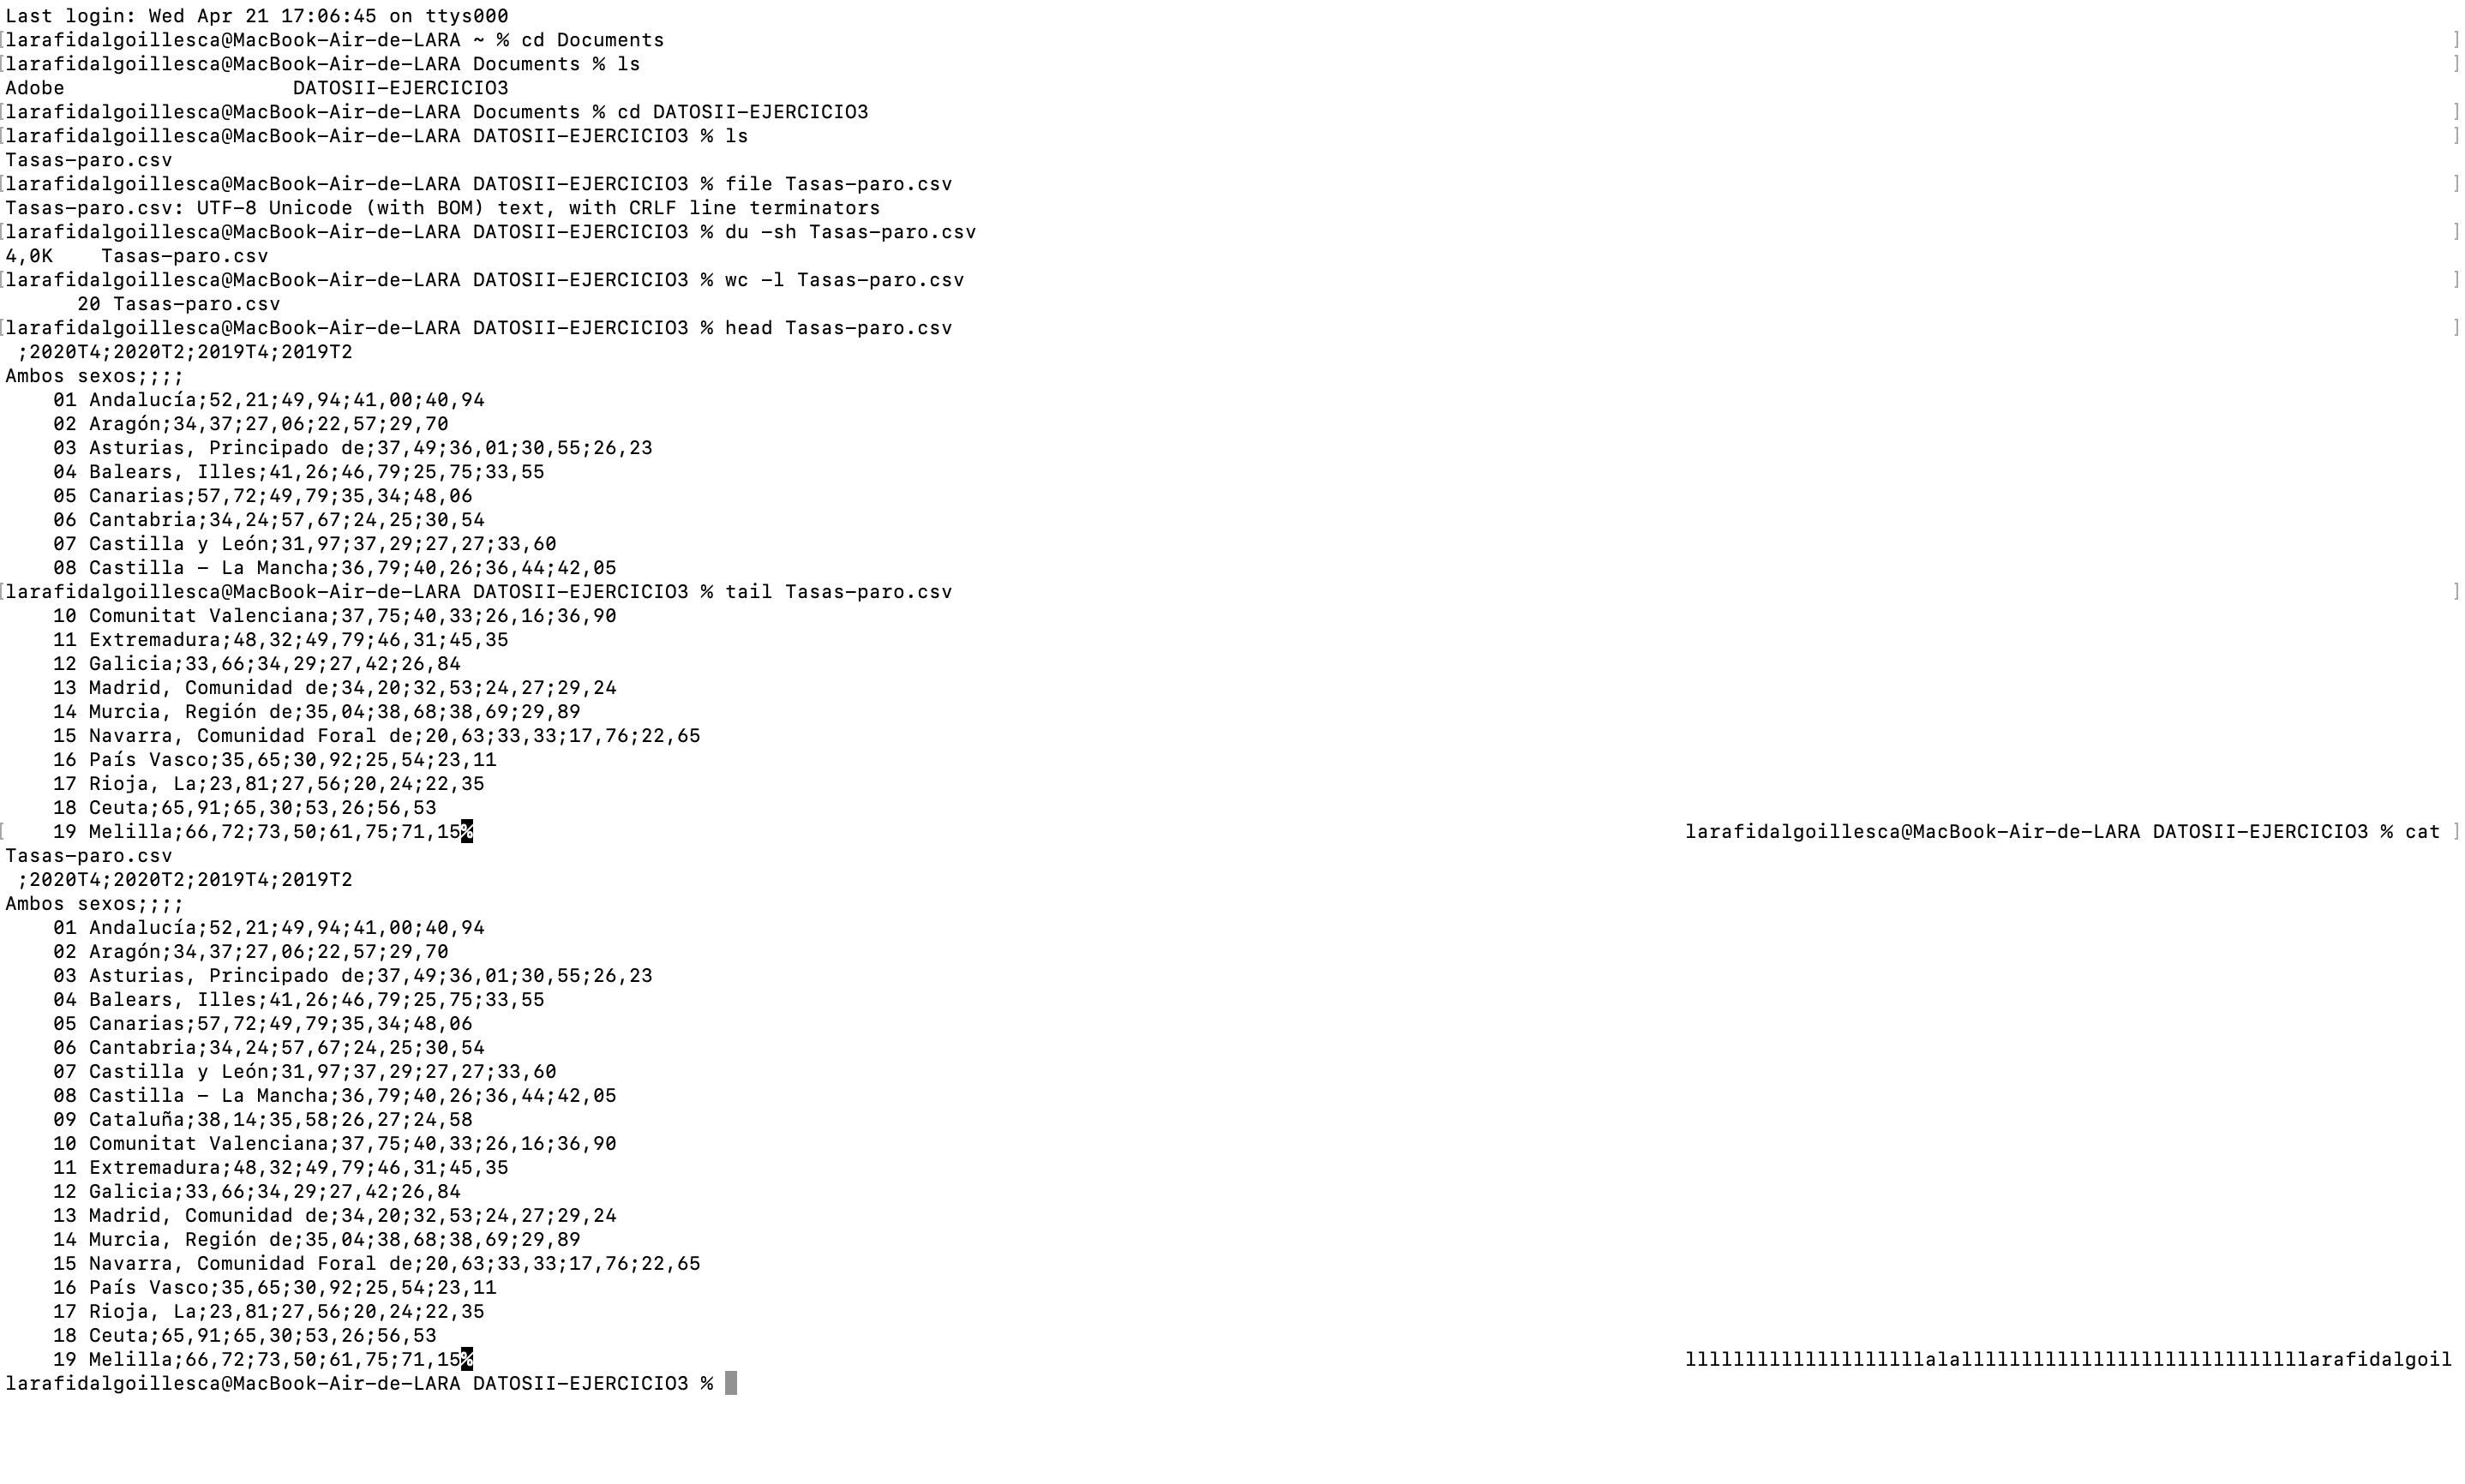 Last login: Wed Apr 21 17:06:45 on ttys000
[larafidalgoillesca@MacBook-Air-de-LARA ~ % cd Documents ]
[larafidalgoillesca@MacBook-Air-de-LARA Documents % ls ]
Adobe                   DATOSII-EJERCICIO3
[larafidalgoillesca@MacBook-Air-de-LARA Documents % cd DATOSII-EJERCICIO3 ]
[larafidalgoillesca@MacBook-Air-de-LARA DATOSII-EJERCICIO3 % ls ]
Tasas-paro.csv
[larafidalgoillesca@MacBook-Air-de-LARA DATOSII-EJERCICIO3 % file Tasas-paro.csv ]
Tasas-paro.csv: UTF-8 Unicode (with BOM) text, with CRLF line terminators
[larafidalgoillesca@MacBook-Air-de-LARA DATOSII-EJERCICIO3 % du -sh Tasas-paro.csv ]
4,0K    Tasas-paro.csv
[larafidalgoillesca@MacBook-Air-de-LARA DATOSII-EJERCICIO3 % wc -l Tasas-paro.csv ]
      20 Tasas-paro.csv
[larafidalgoillesca@MacBook-Air-de-LARA DATOSII-EJERCICIO3 % head Tasas-paro.csv ]
 ;2020T4;2020T2;2019T4;2019T2
Ambos sexos;;;;
    01 Andalucía;52,21;49,94;41,00;40,94
    02 Aragón;34,37;27,06;22,57;29,70
    03 Asturias, Principado de;37,49;36,01;30,55;26,23
    04 Balears, Illes;41,26;46,79;25,75;33,55
    05 Canarias;57,72;49,79;35,34;48,06
    06 Cantabria;34,24;57,67;24,25;30,54
    07 Castilla y León;31,97;37,29;27,27;33,60
    08 Castilla - La Mancha;36,79;40,26;36,44;42,05
[larafidalgoillesca@MacBook-Air-de-LARA DATOSII-EJERCICIO3 % tail Tasas-paro.csv ]
    10 Comunitat Valenciana;37,75;40,33;26,16;36,90
    11 Extremadura;48,32;49,79;46,31;45,35
    12 Galicia;33,66;34,29;27,42;26,84
    13 Madrid, Comunidad de;34,20;32,53;24,27;29,24
    14 Murcia, Región de;35,04;38,68;38,69;29,89
    15 Navarra, Comunidad Foral de;20,63;33,33;17,76;22,65
    16 País Vasco;35,65;30,92;25,54;23,11
    17 Rioja, La;23,81;27,56;20,24;22,35
    18 Ceuta;65,91;65,30;53,26;56,53
[   19 Melilla;66,72;73,50;61,75;71,15% larafidalgoillesca@MacBook-Air-de-LARA DATOSII-EJERCICIO3 % cat ]
Tasas-paro.csv
 ;2020T4;2020T2;2019T4;2019T2
Ambos sexos;;;;
    01 Andalucía;52,21;49,94;41,00;40,94
    02 Aragón;34,37;27,06;22,57;29,70
    03 Asturias, Principado de;37,49;36,01;30,55;26,23
    04 Balears, Illes;41,26;46,79;25,75;33,55
    05 Canarias;57,72;49,79;35,34;48,06
    06 Cantabria;34,24;57,67;24,25;30,54
    07 Castilla y León;31,97;37,29;27,27;33,60
    08 Castilla - La Mancha;36,79;40,26;36,44;42,05
    09 Cataluña;38,14;35,58;26,27;24,58
    10 Comunitat Valenciana;37,75;40,33;26,16;36,90
    11 Extremadura;48,32;49,79;46,31;45,35
    12 Galicia;33,66;34,29;27,42;26,84
    13 Madrid, Comunidad de;34,20;32,53;24,27;29,24
    14 Murcia, Región de;35,04;38,68;38,69;29,89
    15 Navarra, Comunidad Foral de;20,63;33,33;17,76;22,65
    16 País Vasco;35,65;30,92;25,54;23,11
    17 Rioja, La;23,81;27,56;20,24;22,35
    18 Ceuta;65,91;65,30;53,26;56,53
    19 Melilla;66,72;73,50;61,75;71,15% llllllllllllllllllllalalllllllllllllllllllllllllllllarafidalgoil
larafidalgoillesca@MacBook-Air-de-LARA DATOSII-EJERCICIO3 %